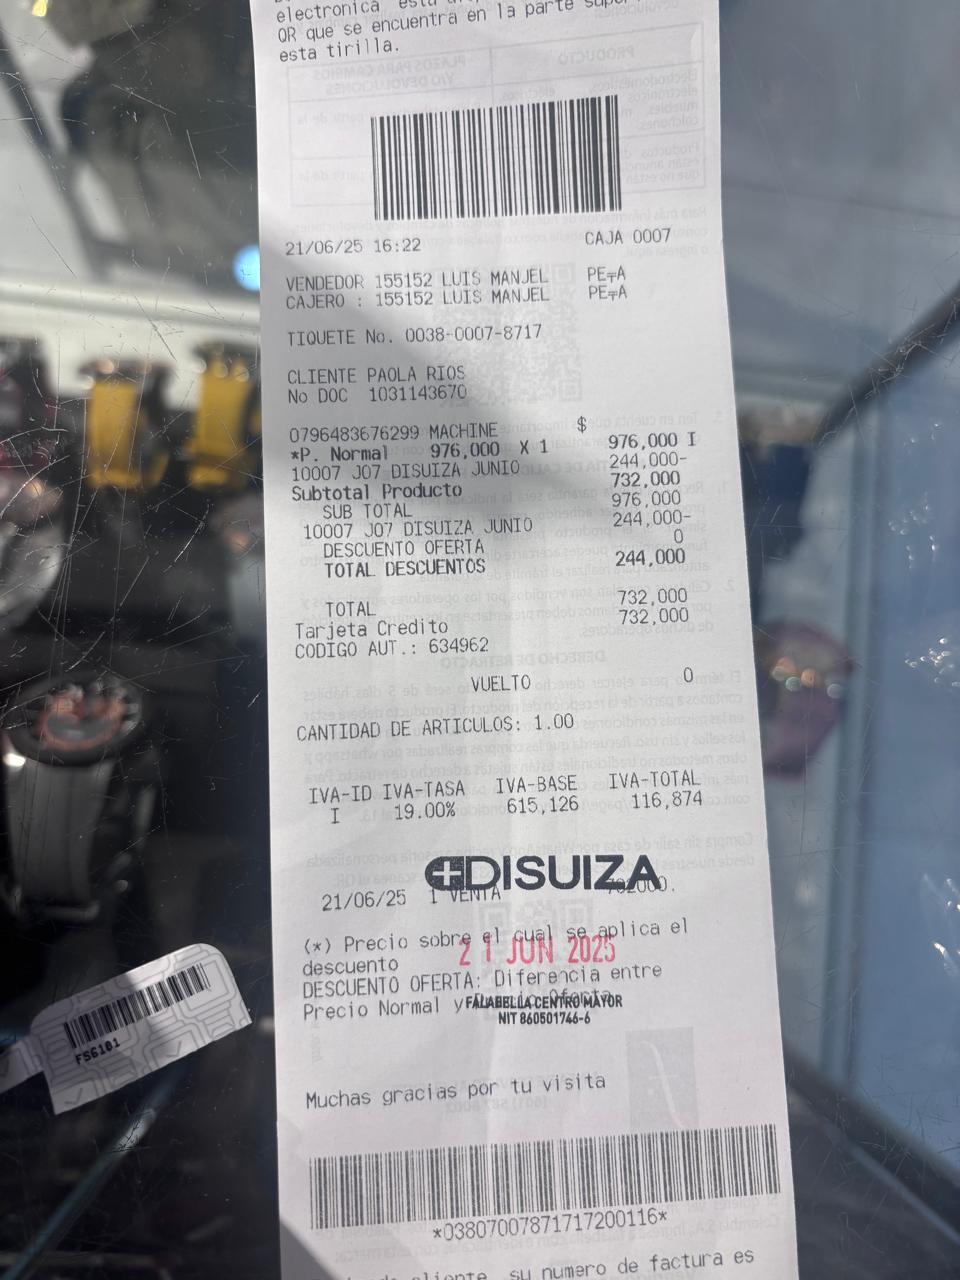 electronica
QR que se encuentra en la parte
esta tirilla.
21/06/25 16:22 CAJA 0007
VENDEDOR 155152 LUIS MANJEL PE╤A
CAJERO : 155152 LUIS MANJEL PE╤A
TIQUETE No. 0038-0007-8717
CLIENTE PAOLA RIOS
No DOC 1031143670
$
0796483676299 MACHINE
*P. Normal 976,000 X 1 976,000 I
10007 J07 DISUIZA JUNIO 244,000-
Subtotal Producto 732,000
SUB TOTAL 976,000
10007 J07 DISUIZA JUNIO 244,000-
DESCUENTO OFERTA 0
TOTAL DESCUENTOS 244,000
TOTAL 732,000
Tarjeta Credito 732,000
CODIGO AUT.: 634962
VUELTO 0
CANTIDAD DE ARTICULOS: 1.00
IVA-ID IVA-TASA IVA-BASE IVA-TOTAL
I 19.00% 615,126 116,874
DISUIZA
21/06/25 1 VENTA
(*) Precio sobre el cual se aplica el
21 JUN 2025
descuento
DESCUENTO OFERTA: Diferencia entre
Precio Normal y
FALABELLA CENTRO MAYOR
NIT 860501746-6
Muchas gracias por tu visita
*03807007871717200116*
cliente, su numero de factura es
FS6101